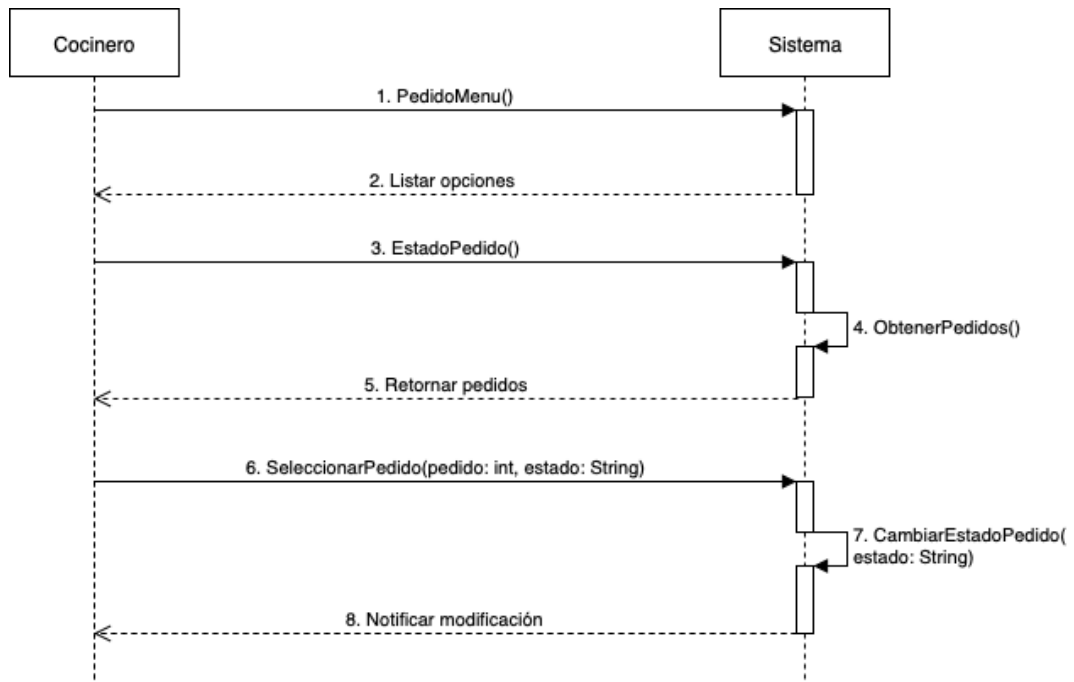 Cocinero
Sistema
1. PedidoMenu()
2. Listar opciones
3. EstadoPedido()
4. ObtenerPedidos()
5. Retornar pedidos
6. SeleccionarPedido(pedido: int, estado: String)
7. CambiarEstadoPedido(
estado: String)
8. Notificar modificación